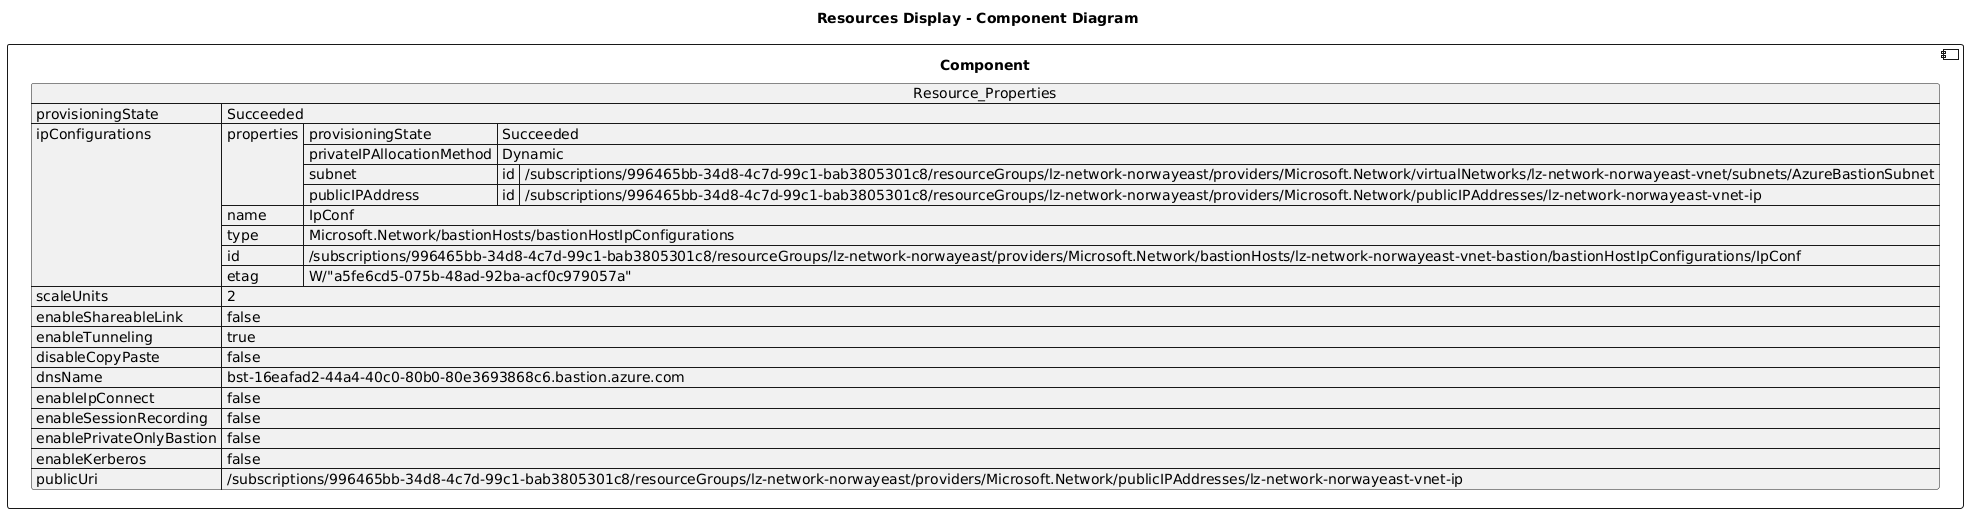 Resources Display - Component Diagram
Component
Resource_Properties
provisioningState Succeeded
ipConfigurations properties provisioningState Succeeded
privateIPAllocationMethod Dynamic
subnet id /subscriptions/996465bb-34d8-4c7d-99c1-bab3805301c8/resourceGroups/lz-network-norwayeast/providers/Microsoft.Network/virtualNetworks/lz-network-norwayeast-vnet/subnets/AzureBastionSubnet
publicIPAddress id /subscriptions/996465bb-34d8-4c7d-99c1-bab3805301c8/resourceGroups/lz-network-norwayeast/providers/Microsoft.Network/publicIPAddresses/lz-network-norwayeast-vnet-ip
name IpConf
type Microsoft.Network/bastionHosts/bastionHostIpConfigurations
id /subscriptions/996465bb-34d8-4c7d-99c1-bab3805301c8/resourceGroups/lz-network-norwayeast/providers/Microsoft.Network/bastionHosts/lz-network-norwayeast-vnet-bastion/bastionHostIpConfigurations/IpConf
etag W/"a5fe6cd5-075b-48ad-92ba-acf0c979057a"
scaleUnits 2
enableShareableLink false
enableTunneling true
disableCopyPaste false
dnsName bst-16eafad2-44a4-40c0-80b0-80e3693868c6.bastion.azure.com
enableIpConnect false
enableSessionRecording false
enablePrivateOnlyBastion false
enableKerberos false
publicUri /subscriptions/996465bb-34d8-4c7d-99c1-bab3805301c8/resourceGroups/lz-network-norwayeast/providers/Microsoft.Network/publicIPAddresses/lz-network-norwayeast-vnet-ip